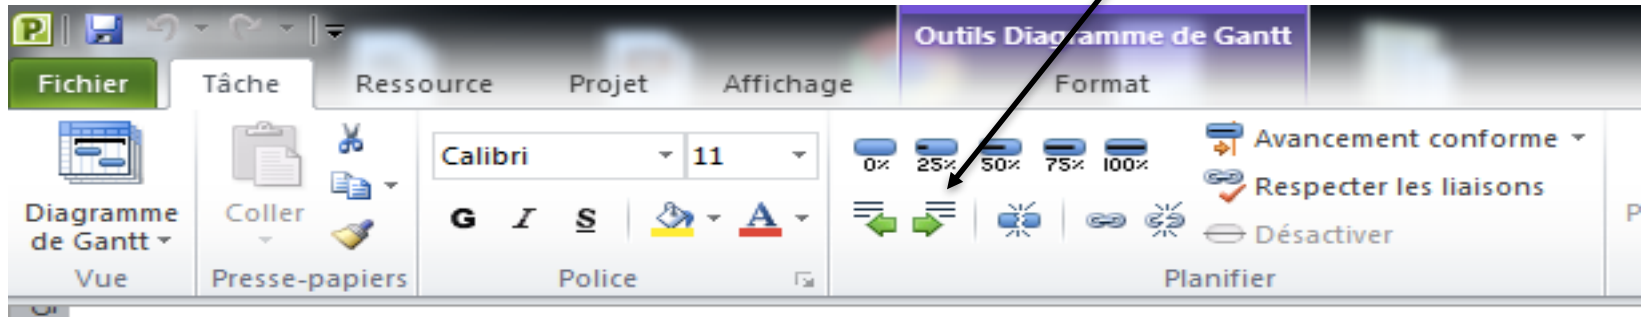 Outils Diagramme de Gantt
Fichier Tâche Ressource Projet Affichage Format
Calibri 11
0% 25% 50% 75% 100%
Avancement conforme
Respecter les liaisons
Désactiver
Diagramme
de Gantt
Coller
G I S A
Vue Presse-papiers Police Planifier
P